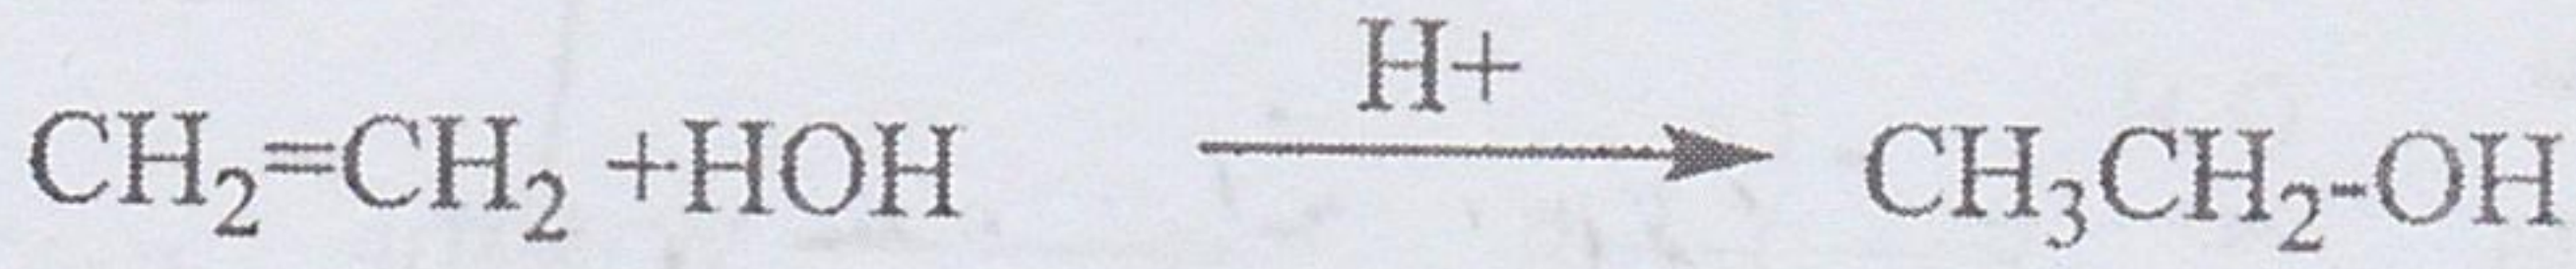 H+
CH₂=CH₂ +HOH CH₃CH₂-OH